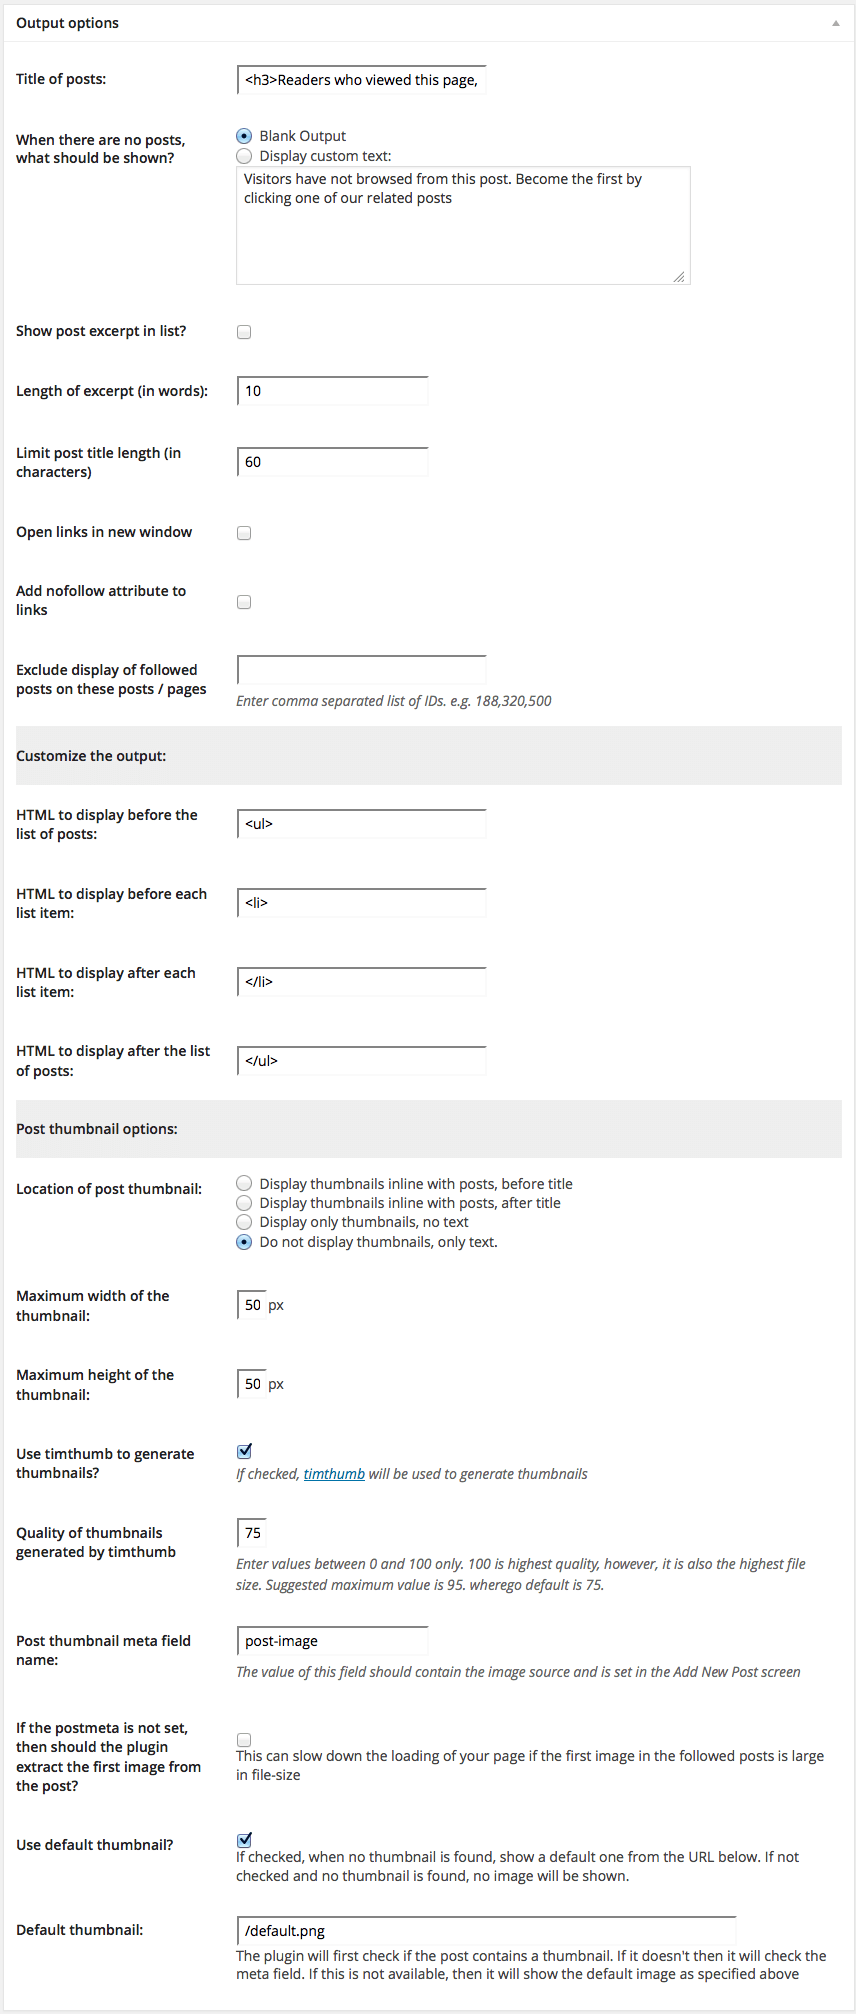 Output options
Title of posts:
<h3>Readers who viewed this page,
When there are no posts,
what should be shown?
Blank Output
Display custom text:
Visitors have not browsed from this post. Become the first by
clicking one of our related posts
Show post excerpt in list?
Length of excerpt (in words):
10
Limit post title length (in
characters)
60
Open links in new window
Add nofollow attribute to
links
Exclude display of followed
posts on these posts / pages
Enter comma separated list of IDs. e.g. 188,320,500
Customize the output:
HTML to display before the
list of posts:
<ul>
HTML to display before each
list item:
<li>
HTML to display after each
list item:
</li>
HTML to display after the list
of posts:
</ul>
Post thumbnail options:
Location of post thumbnail:
Display thumbnails inline with posts, before title
Display thumbnails inline with posts, after title
Display only thumbnails, no text
Do not display thumbnails, only text.
Maximum width of the
thumbnail:
50 px
Maximum height of the
thumbnail:
50 px
Use timthumb to generate
thumbnails?
If checked, timthumb will be used to generate thumbnails
Quality of thumbnails
generated by timthumb
75
Enter values between 0 and 100 only. 100 is highest quality, however, it is also the highest file
size. Suggested maximum value is 95. wherego default is 75.
Post thumbnail meta field
name:
post-image
The value of this field should contain the image source and is set in the Add New Post screen
If the postmeta is not set,
then should the plugin
extract the first image from
the post?
This can slow down the loading of your page if the first image in the followed posts is large
in file-size
Use default thumbnail?
If checked, when no thumbnail is found, show a default one from the URL below. If not
checked and no thumbnail is found, no image will be shown.
Default thumbnail:
/default.png
The plugin will first check if the post contains a thumbnail. If it doesn't then it will check the
meta field. If this is not available, then it will show the default image as specified above